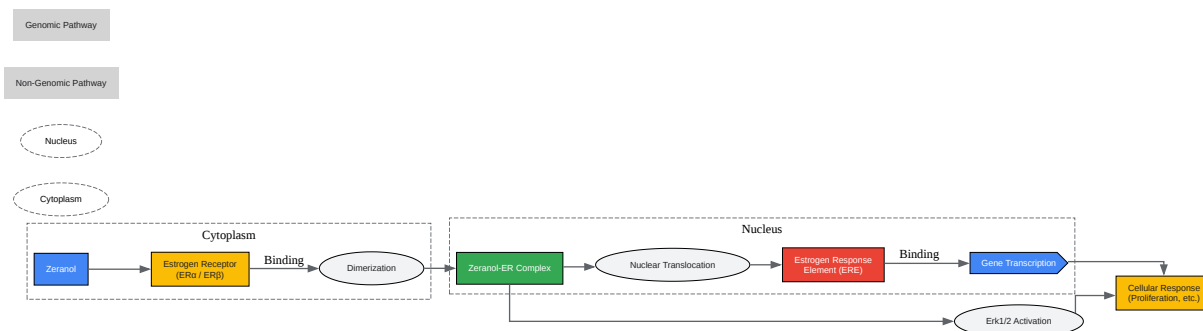 Genomic Pathway
Non-Genomic Pathway
Nucleus
Cytoplasm
Cytoplasm
Nucleus
Zeranol
Estrogen Receptor
(ERα / ERβ)
Binding
Dimerization
Zeranol-ER Complex
Nuclear Translocation
Estrogen Response
Element (ERE)
Binding
Gene Transcription
Cellular Response
(Proliferation, etc.)
Erk1/2 Activation